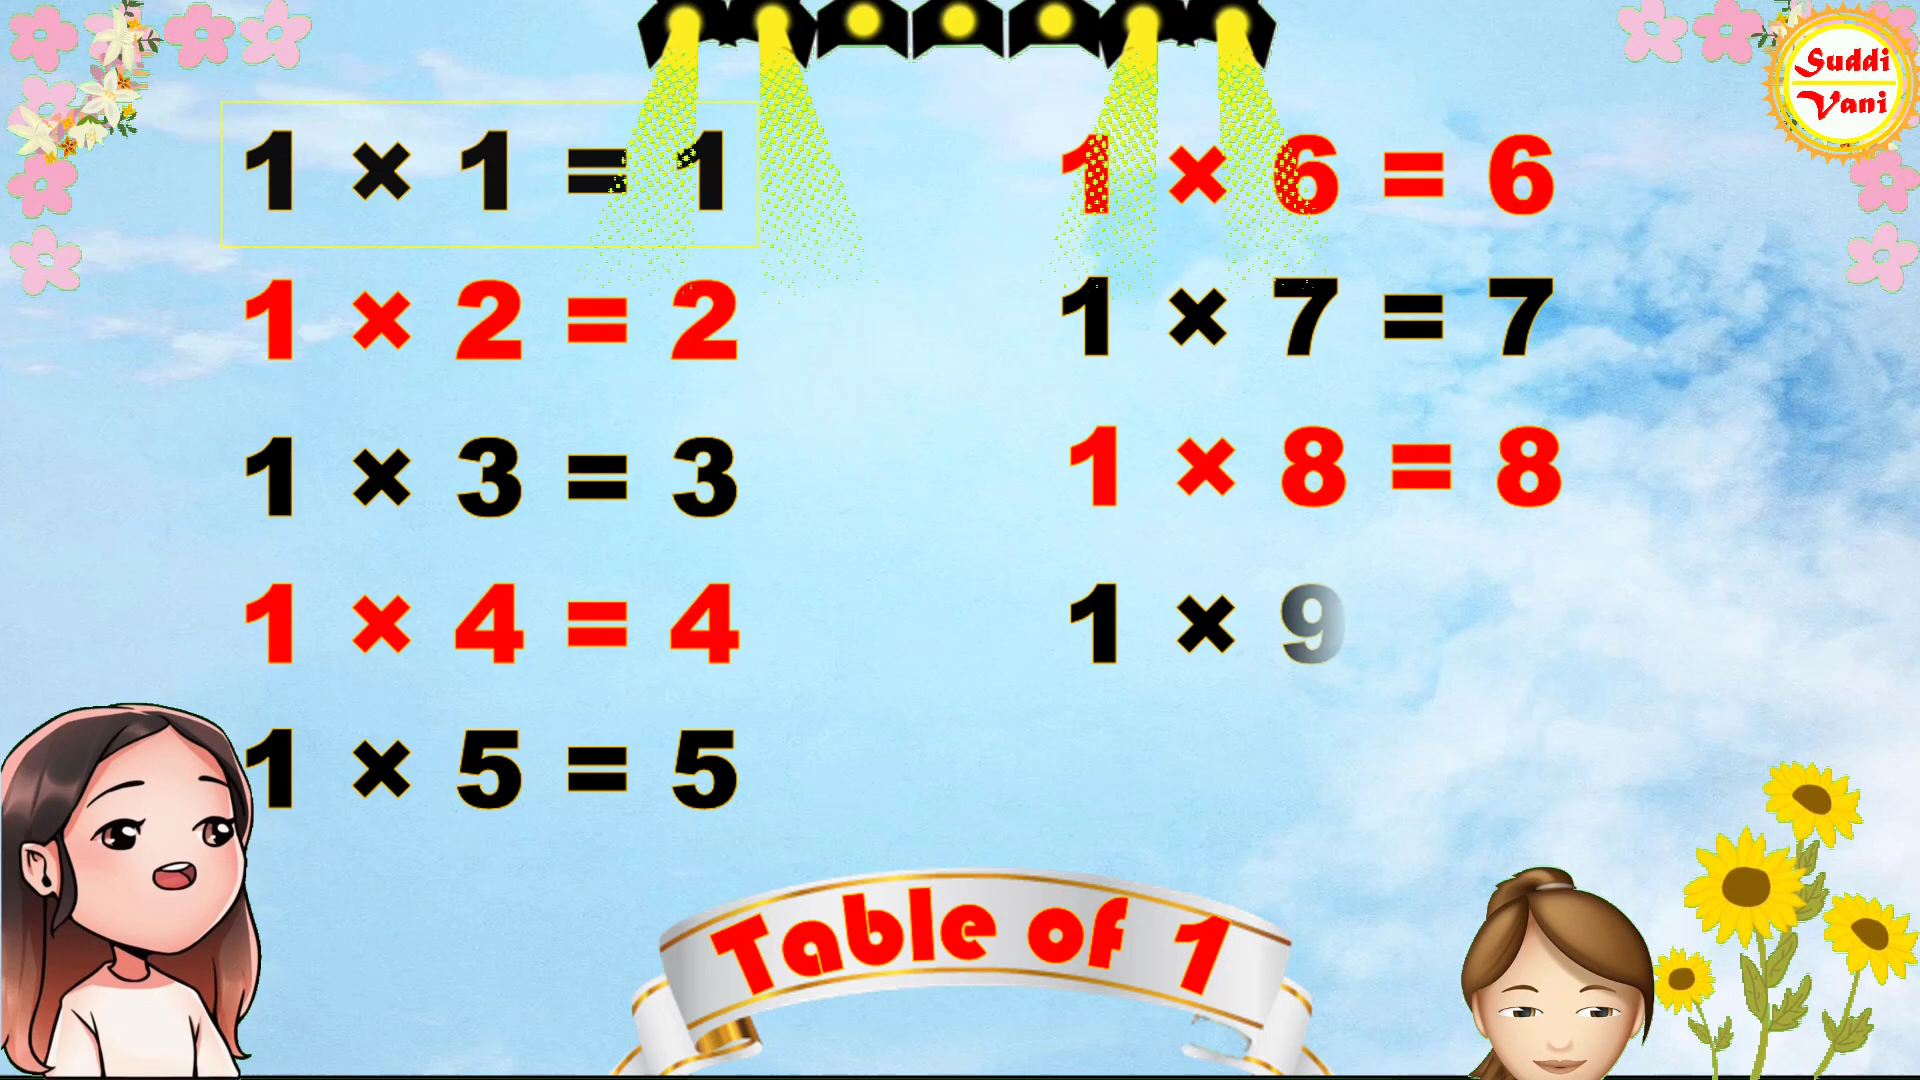 1 × 1 = 1
1 × 2 = 2
1 × 3 = 3
1 × 4 = 4
1 × 5 = 5
1 × 6 = 6
1 × 7 = 7
1 × 8 = 8
1 × 9
Suddi
Vani
Table of 1